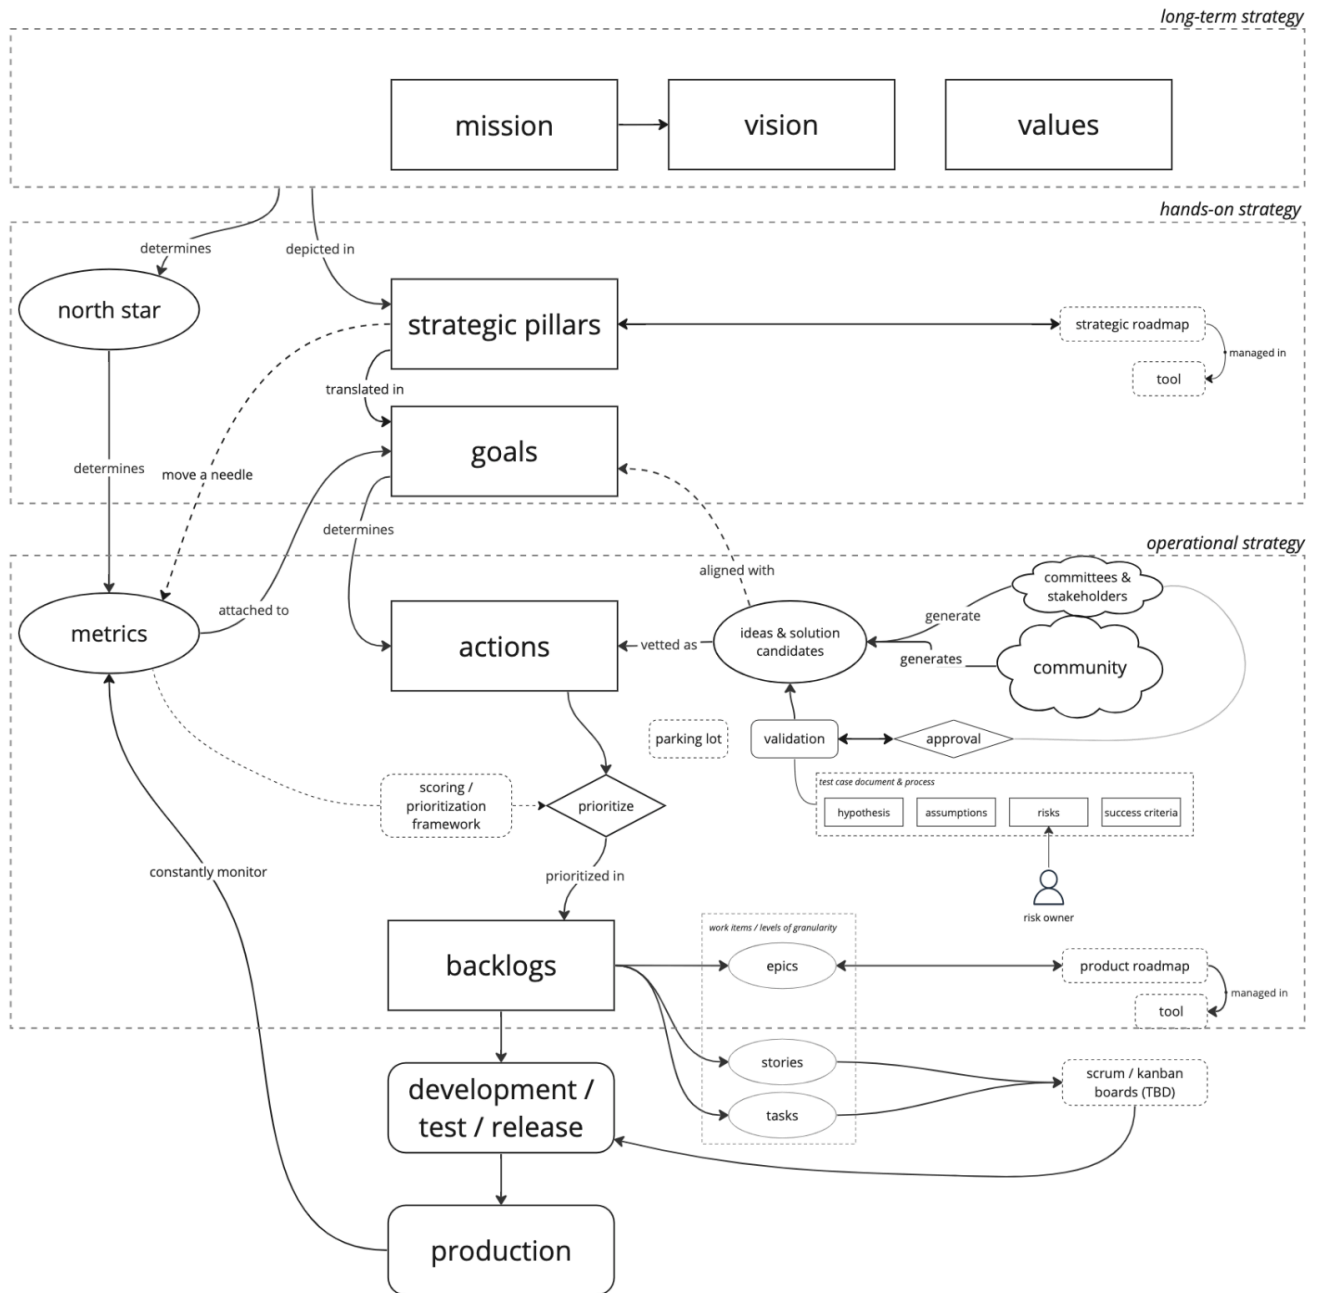 long-term strategy
mission
vision
values
hands-on strategy
determines
depicted in
north star
strategic pillars
strategic roadmap
managed in
tool
translated in
goals
determines
move a needle
determines
operational strategy
aligned with
committees &
stakeholders
generate
attached to
metrics
actions
vetted as
ideas & solution
candidates
generates
community
parking lot
validation
approval
test case document & process
hypothesis
assumptions
risks
success criteria
scoring /
prioritization
framework
prioritize
constantly monitor
prioritized in
risk owner
work items / levels of granularity
backlogs
epics
product roadmap
managed in
tool
stories
tasks
scrum / kanban
boards (TBD)
development /
test / release
production